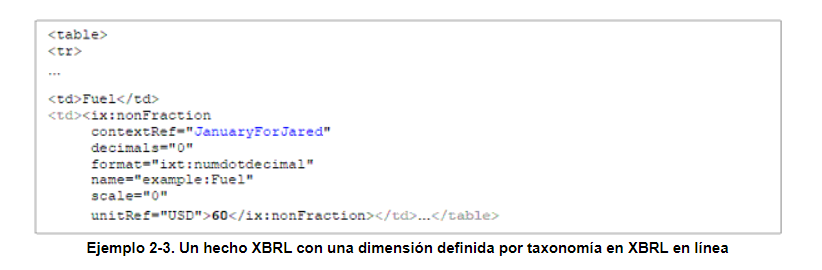 <table>
<tr>
...
<td>Fuel</td>
<td><ix:nonFraction
contextRef="JanuaryForJared"
decimals="0"
format="ixt:numdotdecimal"
name="example:Fuel"
scale="0"
unitRef="USD">60</ix:nonFraction></td>...</table>
Ejemplo 2-3. Un hecho XBRL con una dimensión definida por taxonomía en XBRL en línea